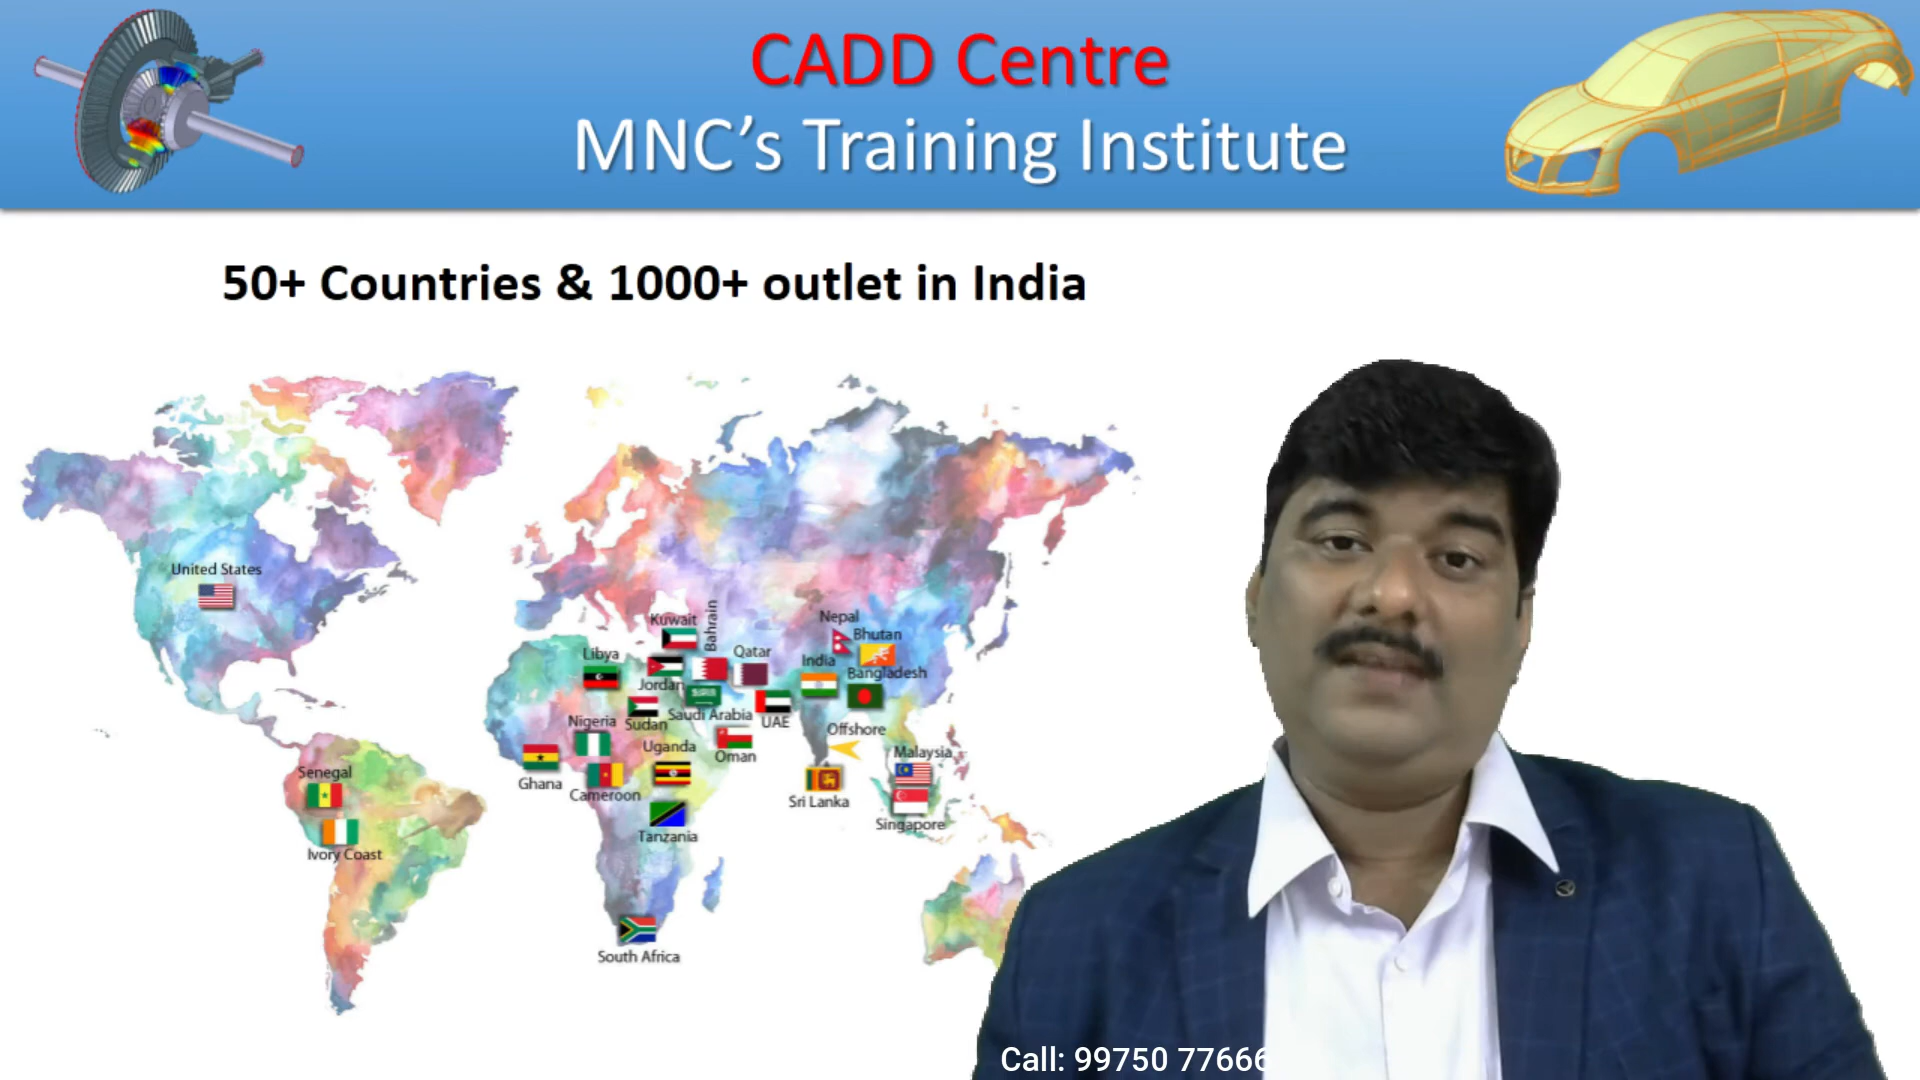 CADD Centre
MNC's Training Institute
50+ Countries & 1000+ outlet in India
United States
Kuwait
Bahrain
Nepal
Bhutan
Libya
Qatar
India
Jordan
Bangladesh
Saudi Arabia
Nigeria
Sudan
UAE
Offshore
Uganda
Oman
Malaysia
Senegal
Ghana
Cameroon
Sri Lanka
Singapore
Tanzania
Ivory Coast
South Africa
Call: 99750 77666